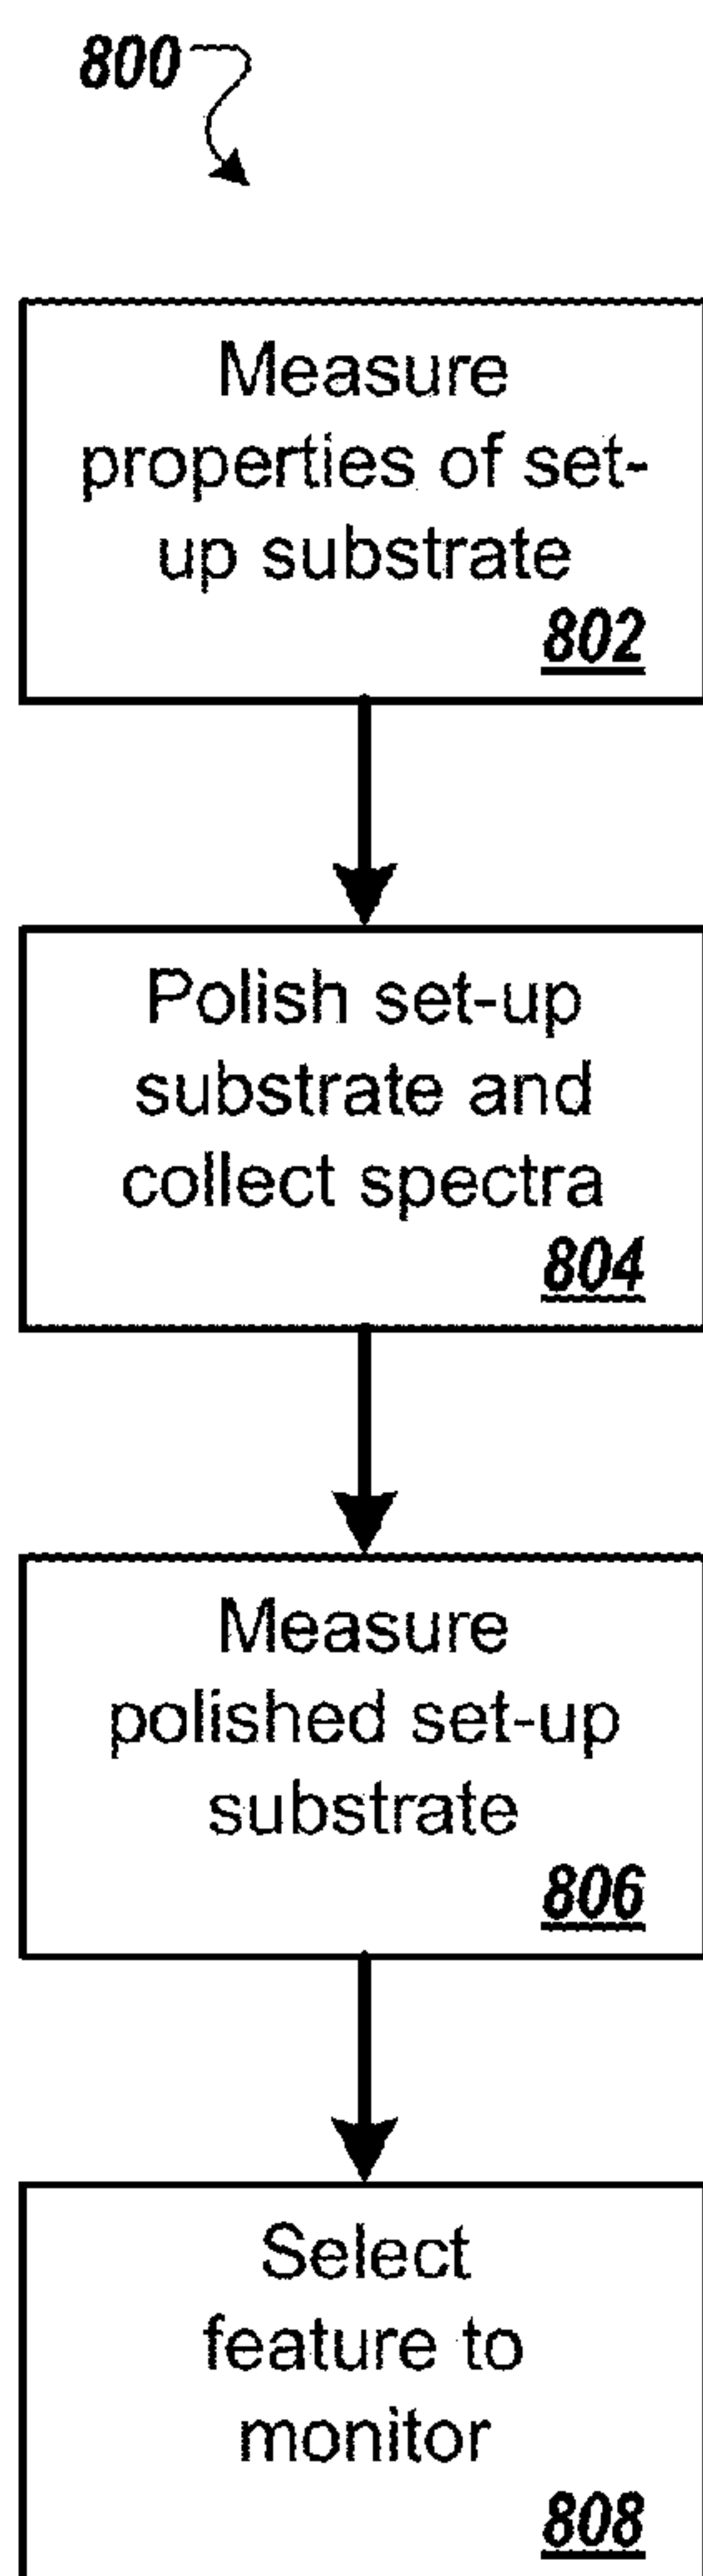 800
Measure
properties of set-
up substrate
802
Polish set-up
substrate and
collect spectra
804
Measure
polished set-up
substrate
806
Select
feature to
monitor
808